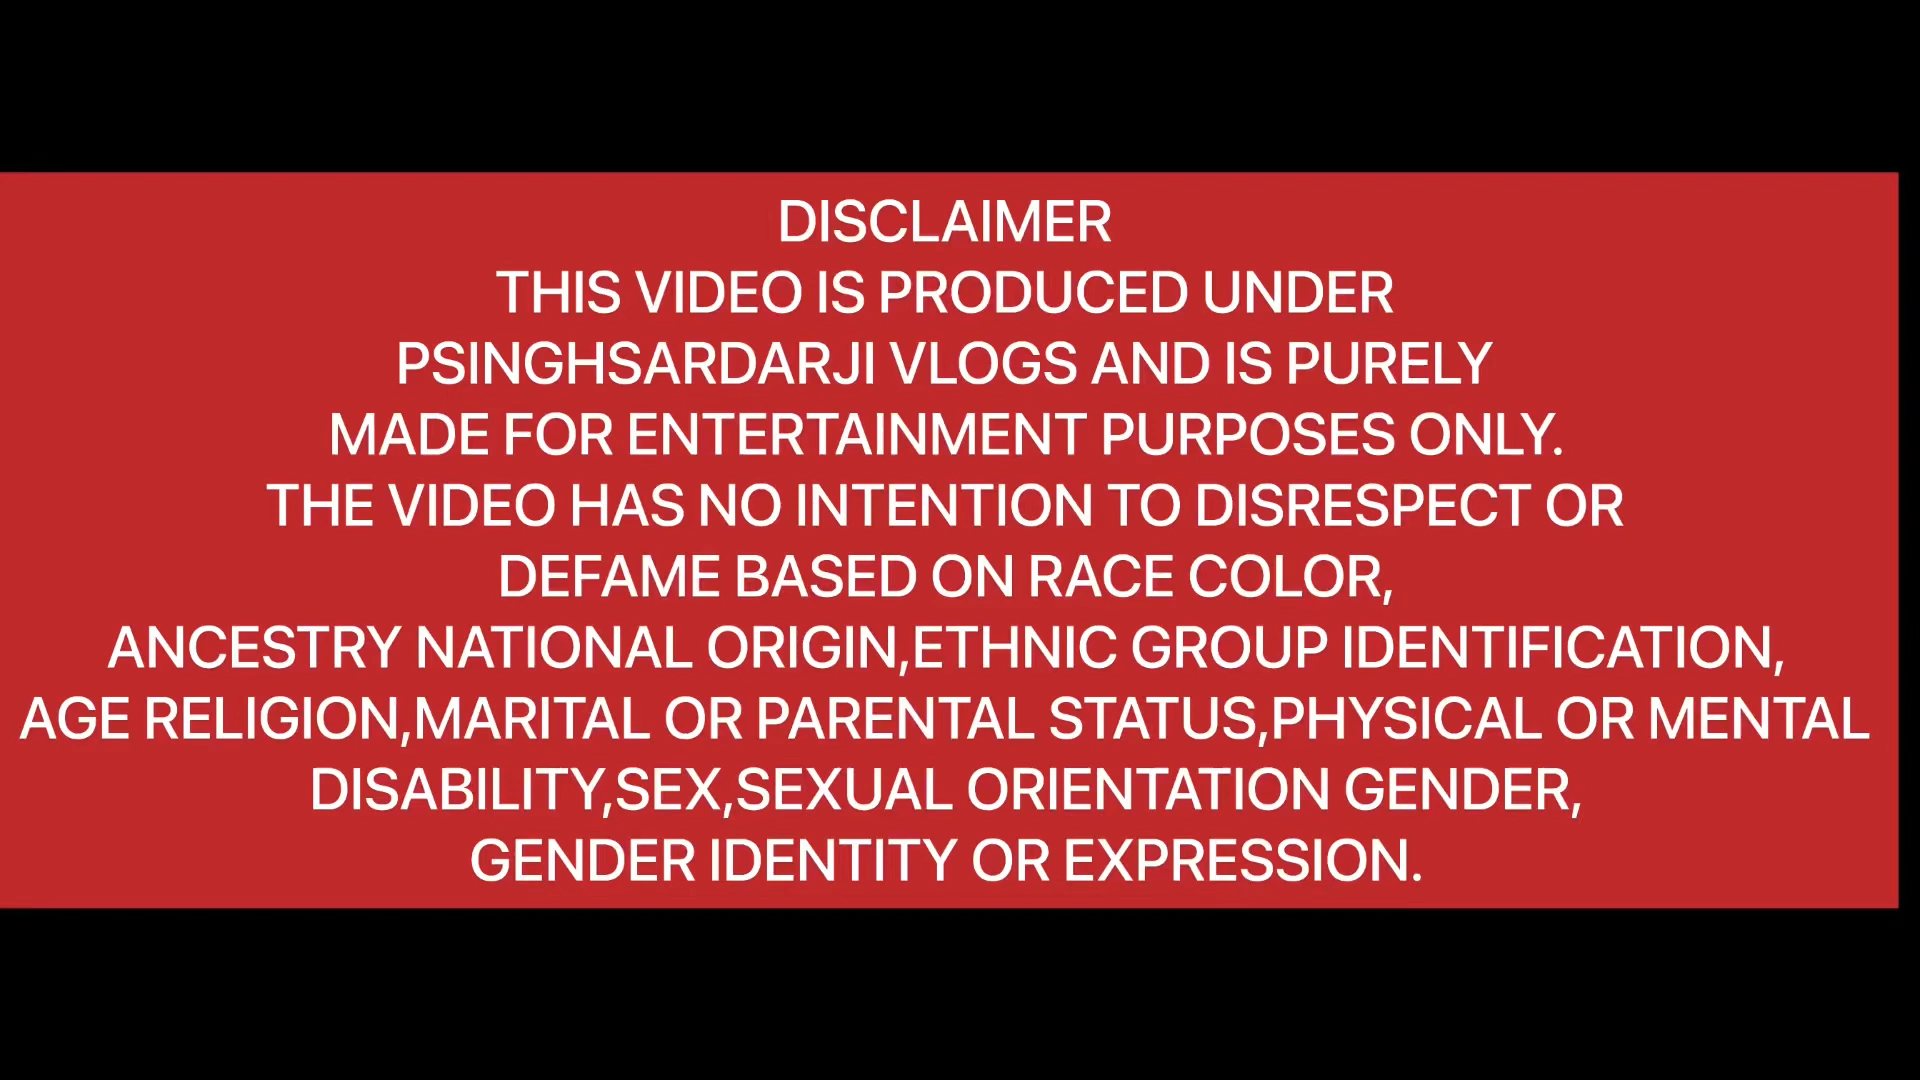 DISCLAIMER
THIS VIDEO IS PRODUCED UNDER
PSINGHSARDARJI VLOGS AND IS PURELY
MADE FOR ENTERTAINMENT PURPOSES ONLY.
THE VIDEO HAS NO INTENTION TO DISRESPECT OR
DEFAME BASED ON RACE COLOR,
ANCESTRY NATIONAL ORIGIN,ETHNIC GROUP IDENTIFICATION,
AGE RELIGION,MARITAL OR PARENTAL STATUS,PHYSICAL OR MENTAL
DISABILITY,SEX,SEXUAL ORIENTATION GENDER,
GENDER IDENTITY OR EXPRESSION.